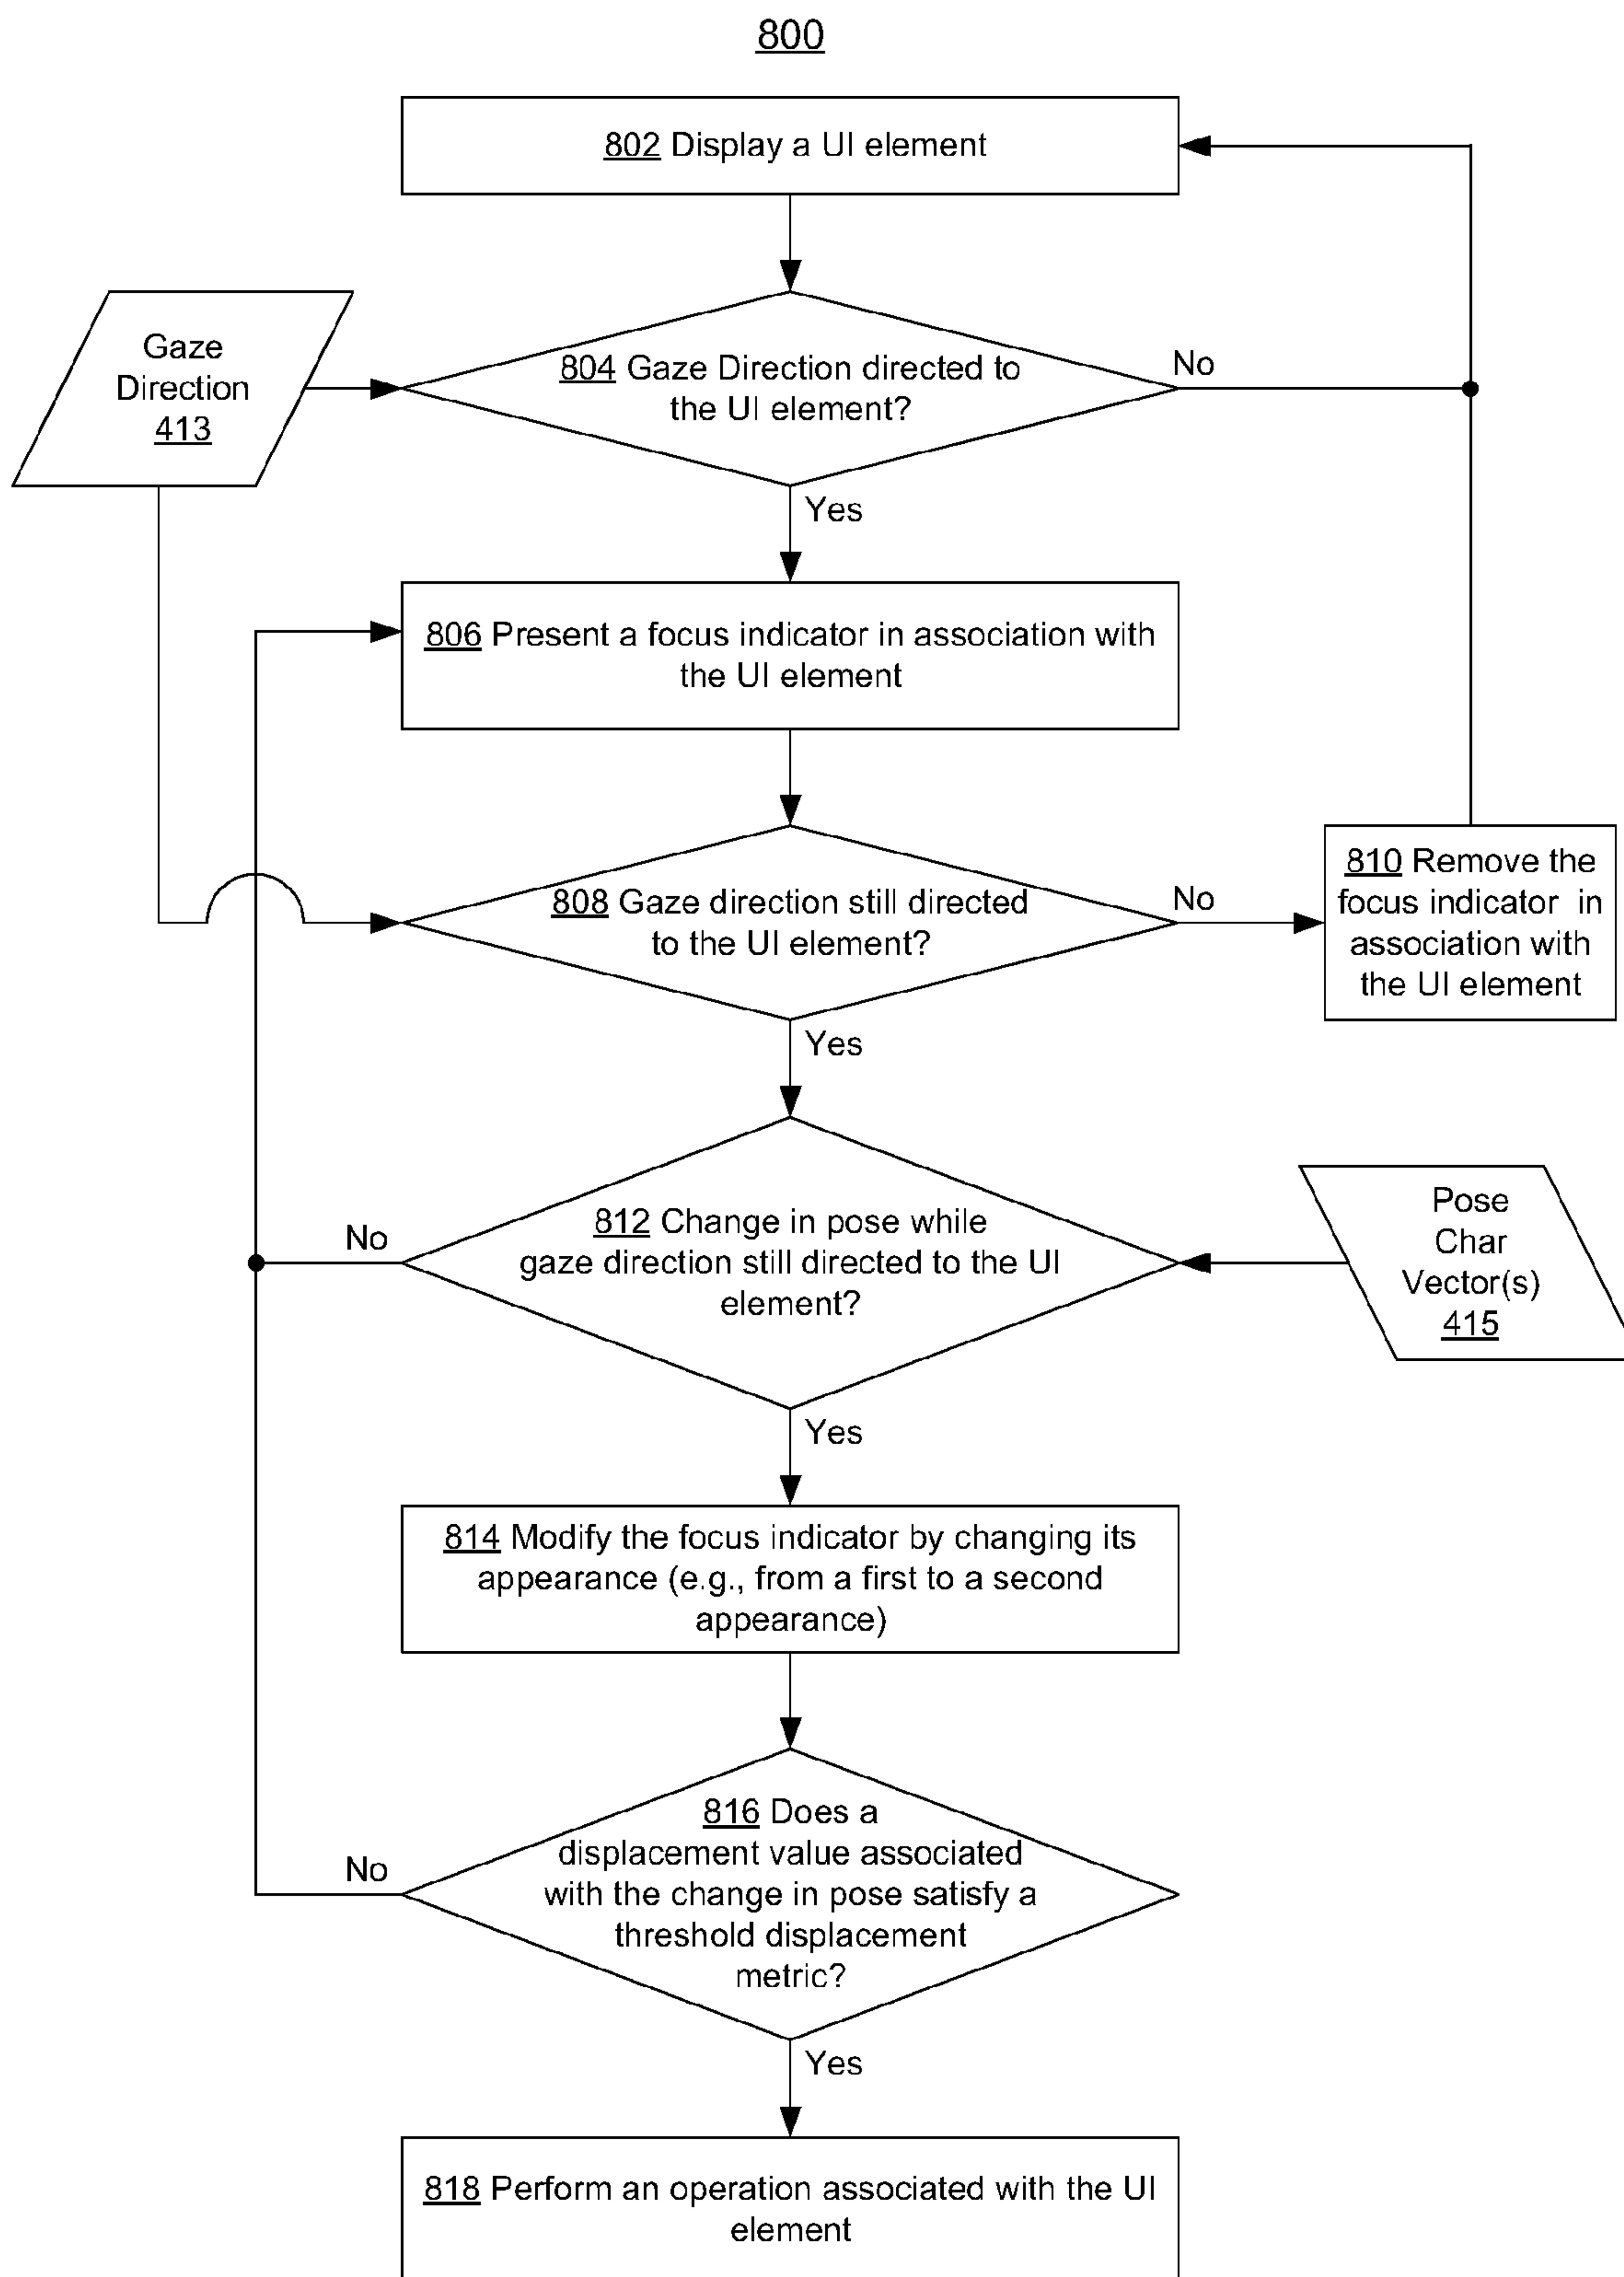 800
802 Display a UI element
Gaze
Direction
413
804 Gaze Direction directed to
the UI element?
No
Yes
806 Present a focus indicator in association with
the UI element
808 Gaze direction still directed
to the UI element?
No
810 Remove the
focus indicator in
association with
the UI element
Yes
812 Change in pose while
gaze direction still directed to the UI
element?
No
Pose
Char
Vector(s)
415
Yes
814 Modify the focus indicator by changing its
appearance (e.g., from a first to a second
appearance)
816 Does a
displacement value associated
with the change in pose satisfy a
threshold displacement
metric?
No
Yes
818 Perform an operation associated with the UI
element